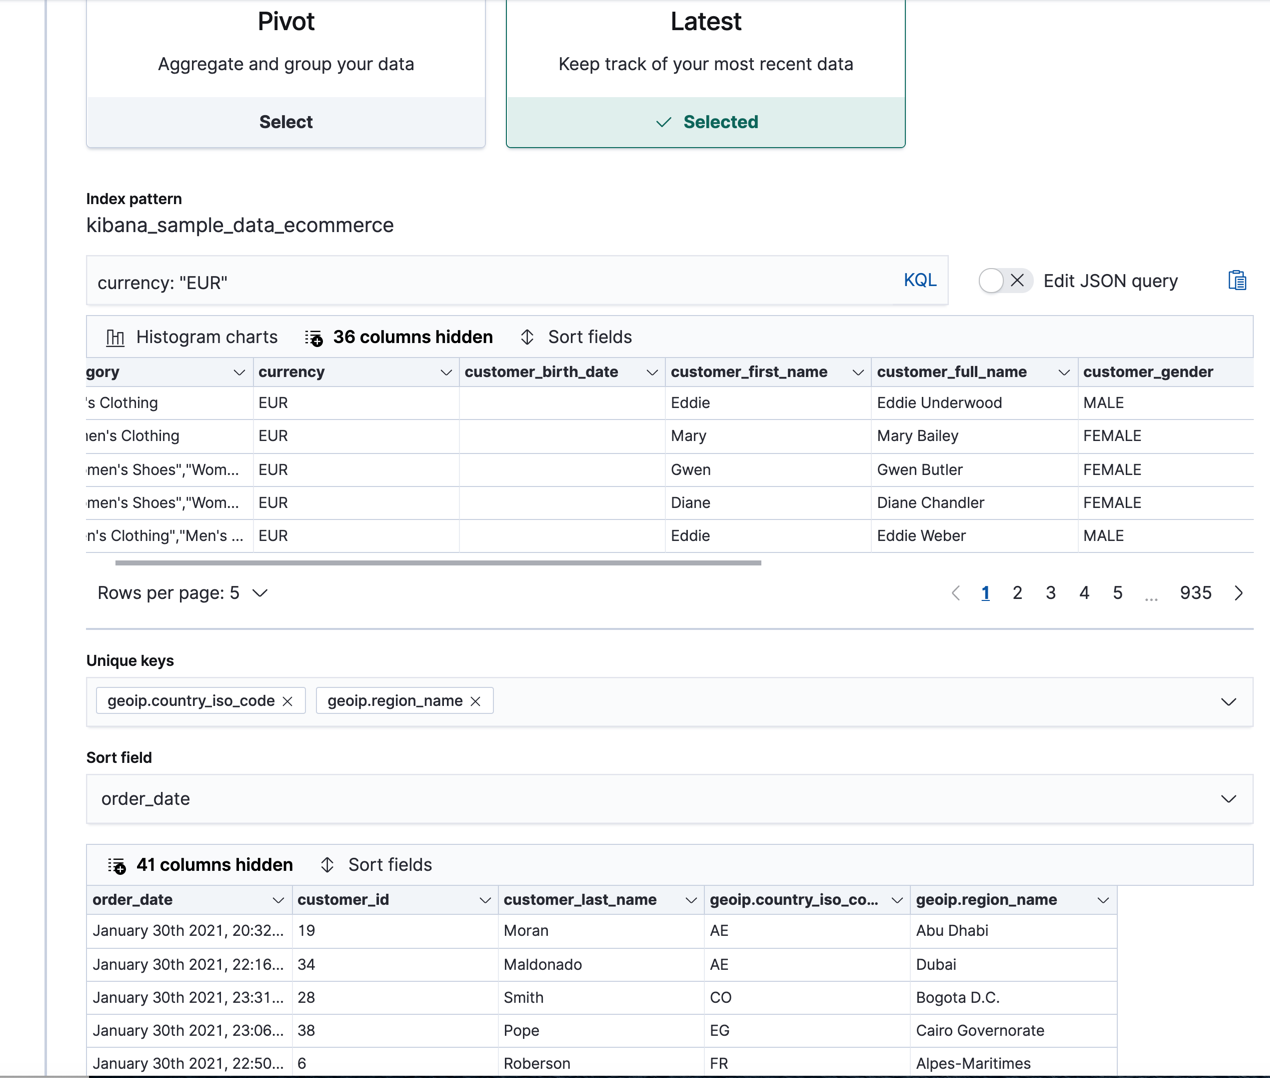 Pivot
Aggregate and group your data
Select
Latest
Keep track of your most recent data
Selected
Index pattern
kibana_sample_data_ecommerce
currency: "EUR" KQL Edit JSON query
Histogram charts 36 columns hidden Sort fields
gory currency customer_birth_date customer_first_name customer_full_name customer_gender
's Clothing EUR Eddie Eddie Underwood MALE
en's Clothing EUR Mary Mary Bailey FEMALE
men's Shoes","Wom... EUR Gwen Gwen Butler FEMALE
men's Shoes","Wom... EUR Diane Diane Chandler FEMALE
n's Clothing","Men's ... EUR Eddie Eddie Weber MALE
Rows per page: 5 1 2 3 4 5 ... 935
Unique keys
geoip.country_iso_code geoip.region_name
Sort field
order_date
41 columns hidden Sort fields
order_date customer_id customer_last_name geoip.country_iso_co... geoip.region_name
January 30th 2021, 20:32... 19 Moran AE Abu Dhabi
January 30th 2021, 22:16... 34 Maldonado AE Dubai
January 30th 2021, 23:31... 28 Smith CO Bogota D.C.
January 30th 2021, 23:06... 38 Pope EG Cairo Governorate
January 30th 2021, 22:50... 6 Roberson FR Alpes-Maritimes